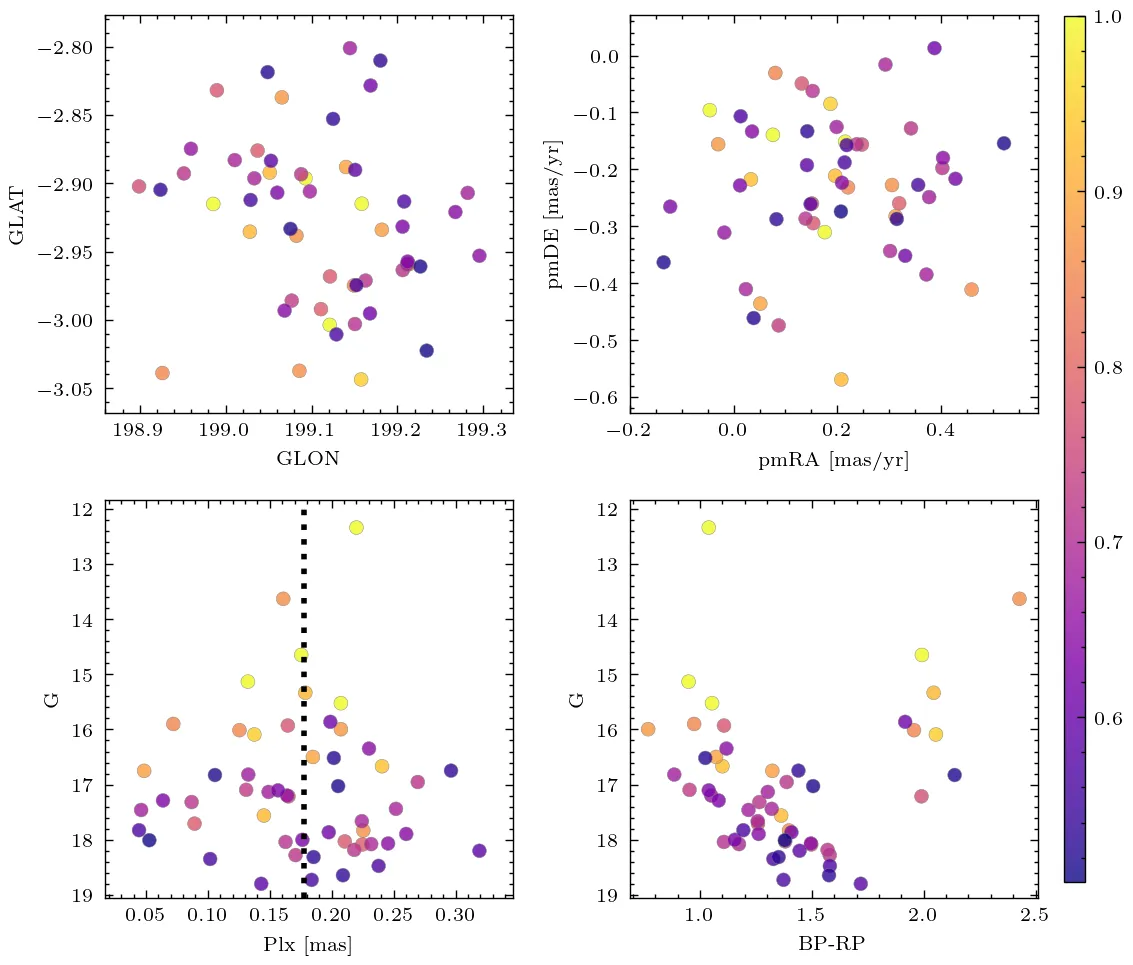 −2.80
−2.85
−2.90
−2.95
−3.00
−3.05
GLAT
198.9 199.0 199.1 199.2 199.3
GLON
0.0
−0.1
−0.2
−0.3
−0.4
−0.5
−0.6
pmDE [mas/yr]
−0.2 0.0 0.2 0.4
pmRA [mas/yr]
1.0
0.9
0.8
0.7
0.6
12
13
14
15
16
17
18
19
G
0.05 0.10 0.15 0.20 0.25 0.30
Plx [mas]
12
13
14
15
16
17
18
19
G
1.0 1.5 2.0 2.5
BP-RP